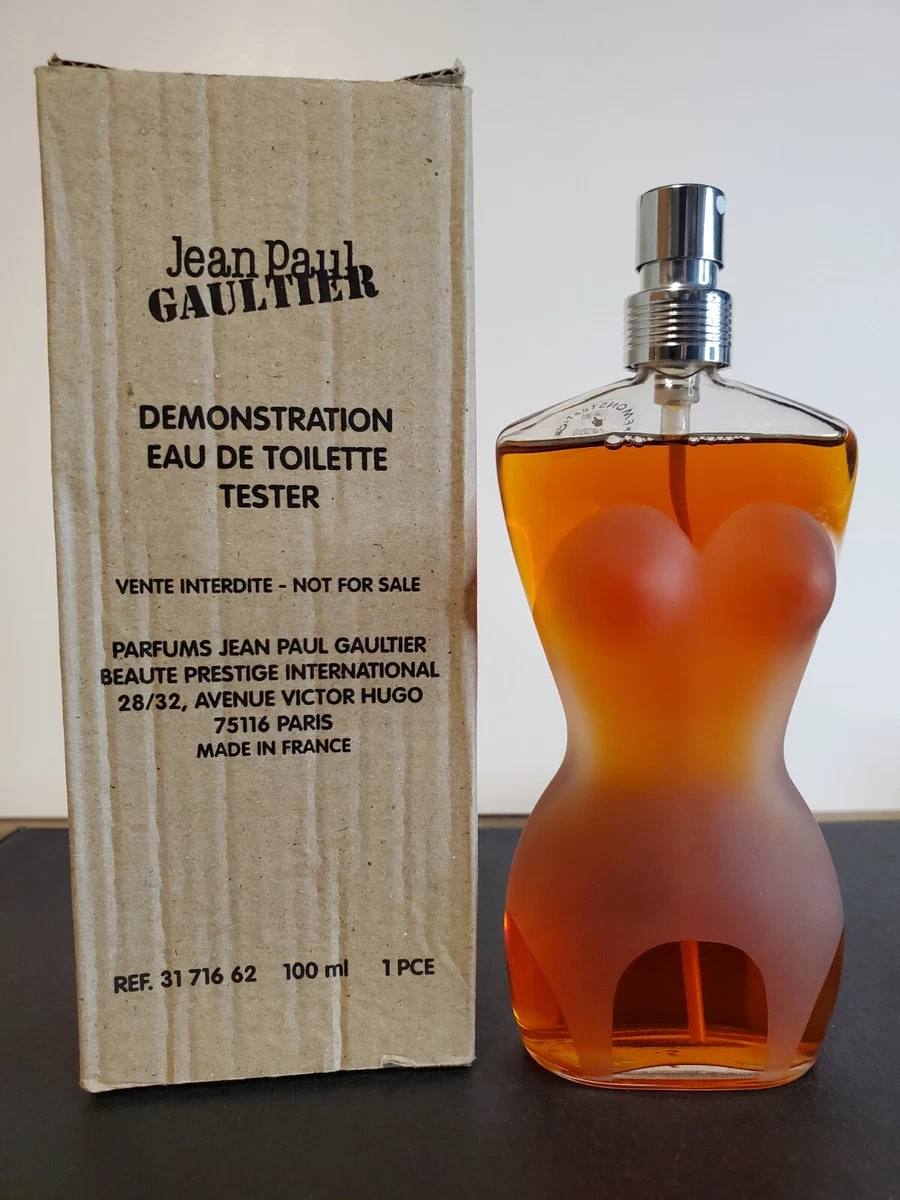 Jean Paul
GAULTIER
DEMONSTRATION
EAU DE TOILETTE
TESTER
VENTE INTERDITE - NOT FOR SALE
PARFUMS JEAN PAUL GAULTIER
BEAUTE PRESTIGE INTERNATIONAL
28/32, AVENUE VICTOR HUGO
75116 PARIS
MADE IN FRANCE
REF. 31 716 62 100 ml 1 PCE